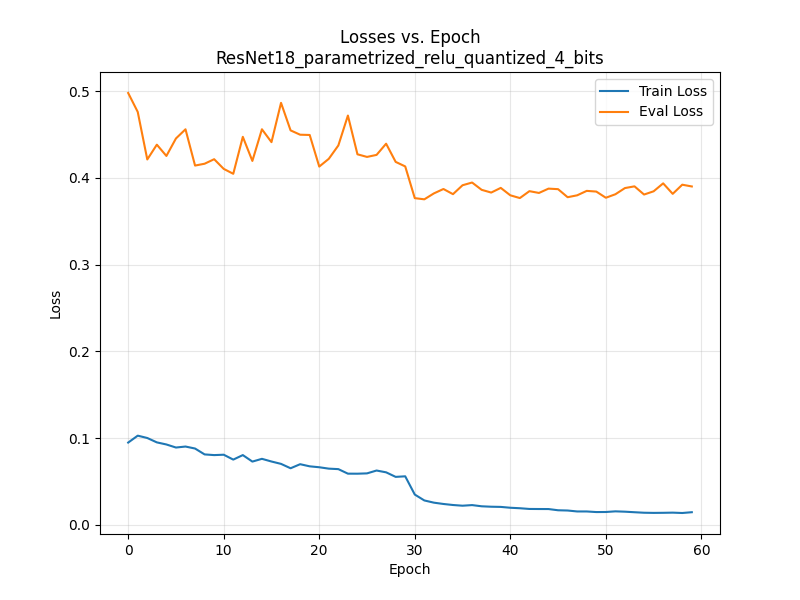 Losses vs. Epoch
ResNet18_parametrized_relu_quantized_4_bits
Train Loss
Eval Loss
0.5
0.4
0.3
0.2
0.1
0.0
Loss
0 10 20 30 40 50 60
Epoch